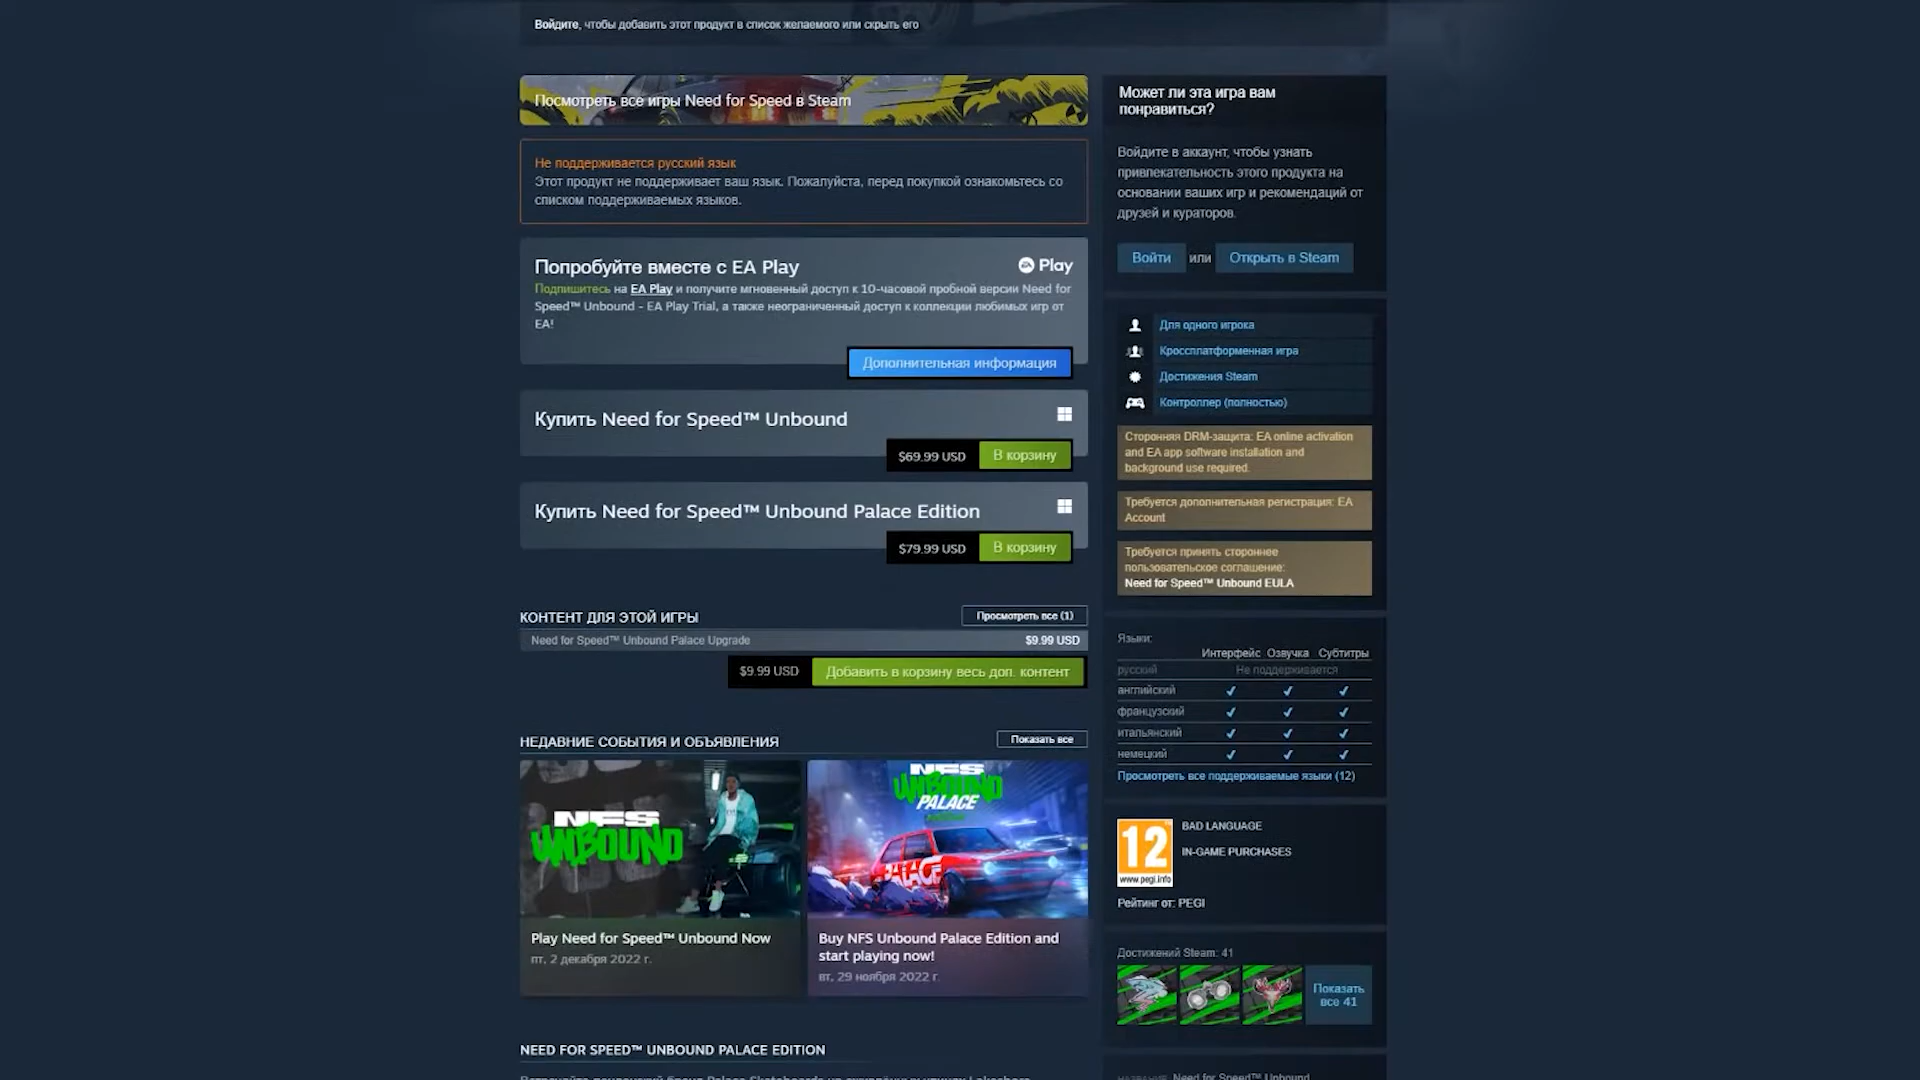 Войдите, чтобы добавить этот продукт в список желаемого или скрыть его
Посмотреть все игры Need for Speed в Steam
Не поддерживается русский язык
Этот продукт не поддерживает ваш язык. Пожалуйста, перед покупкой ознакомьтесь со
списком поддерживаемых языков.
Попробуйте вместе с EA Play
EA Play
Подпишитесь на EA Play и получите мгновенный доступ к 10-часовой пробной версии Need for
Speed™ Unbound - EA Play Trial, а также неограниченный доступ к коллекции любимых игр от
EA!
Дополнительная информация
Купить Need for Speed™ Unbound
$69.99 USD
В корзину
Купить Need for Speed™ Unbound Palace Edition
$79.99 USD
В корзину
КОНТЕНТ ДЛЯ ЭТОЙ ИГРЫ
Просмотреть все (1)
Need for Speed™ Unbound Palace Upgrade
$9.99 USD
$9.99 USD
Добавить в корзину весь доп. контент
НЕДАВНИЕ СОБЫТИЯ И ОБЪЯВЛЕНИЯ
Показать все
NFS
UNBOUND
NFS
UNBOUND
PALACE
PALACE
Play Need for Speed™ Unbound Now
пт, 2 декабря 2022 г.
Buy NFS Unbound Palace Edition and
start playing now!
вт, 29 ноября 2022 г.
NEED FOR SPEED™ UNBOUND PALACE EDITION
Может ли эта игра вам
понравиться?
Войдите в аккаунт, чтобы узнать
привлекательность этого продукта на
основании ваших игр и рекомендаций от
друзей и кураторов.
Войти или Открыть в Steam
Для одного игрока
Кроссплатформенная игра
Достижения Steam
Контроллер (полностью)
Сторонняя DRM-защита: EA online activation
and EA app software installation and
background use required.
Требуется дополнительная регистрация: EA
Account
Требуется принять стороннее
пользовательское соглашение:
Need for Speed™ Unbound EULA
Языки:
Интерфейс Озвучка Субтитры
русский Не поддерживается
английский ✔ ✔ ✔
французский ✔ ✔ ✔
итальянский ✔ ✔ ✔
немецкий ✔ ✔ ✔
Просмотреть все поддерживаемые языки (12)
12
www.pegi.info
BAD LANGUAGE
IN-GAME PURCHASES
Рейтинг от: PEGI
Достижений Steam: 41
Показать
все 41
Need for Speed™ Unbound